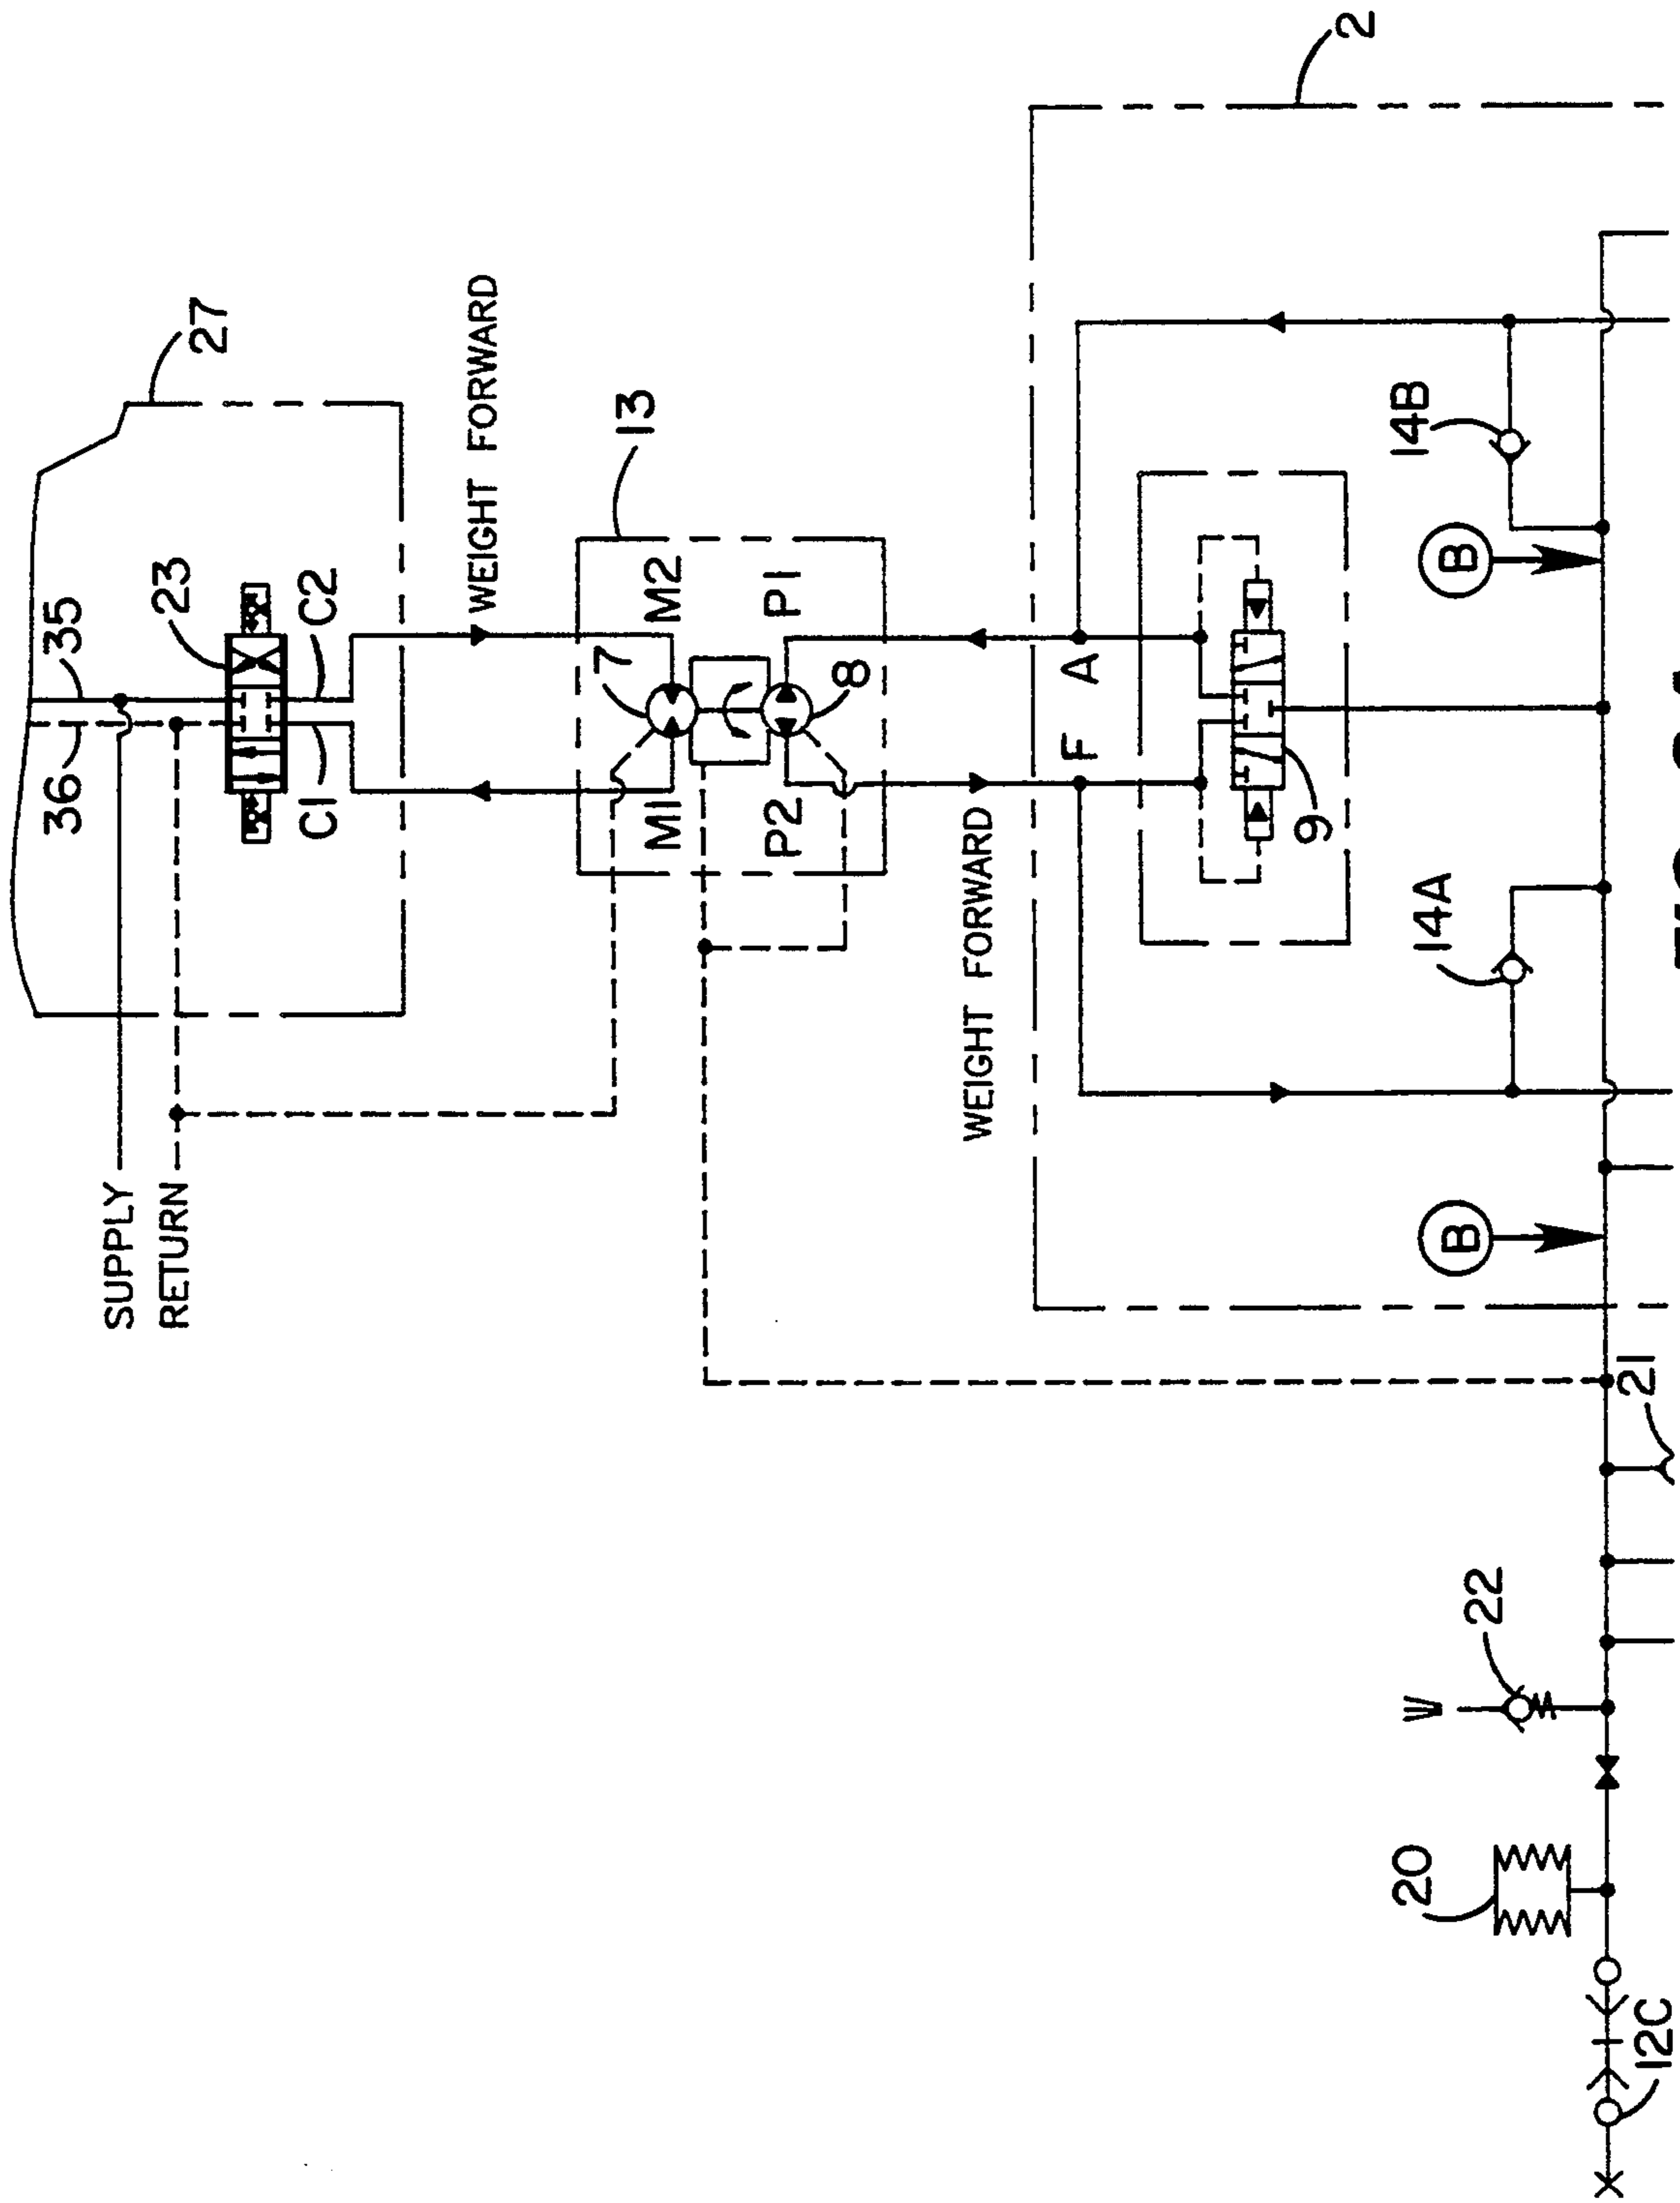 27
35
36
23
C2
C1
SUPPLY
RETURN
WEIGHT FORWARD
13
7
M2
M1
P1
P2
8
WEIGHT FORWARD
2
A
F
9
14B
14A
B
B
21
22
W
20
12C